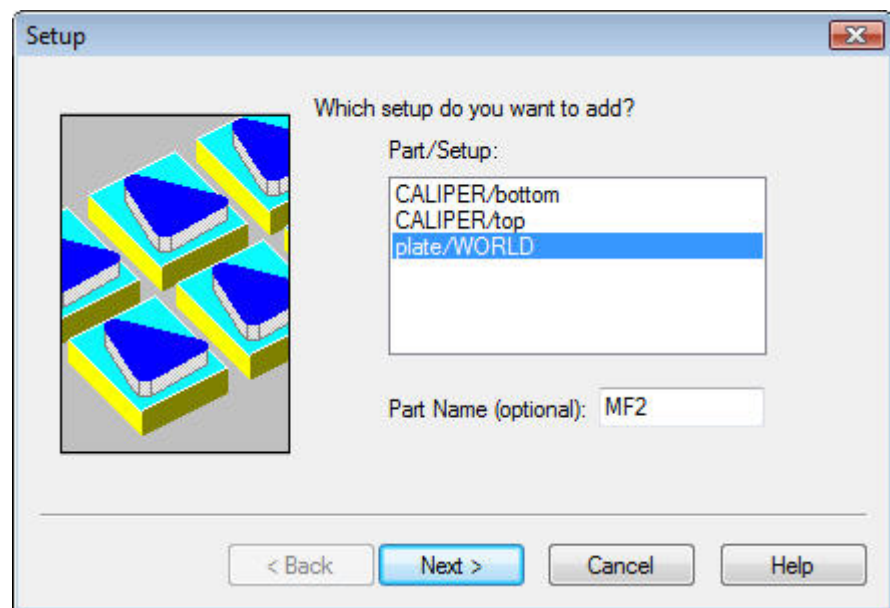 Setup
Which setup do you want to add?
Part/Setup:
CALIPER/bottom
CALIPER/top
plate/WORLD
Part Name (optional): MF2
< Back Next > Cancel Help